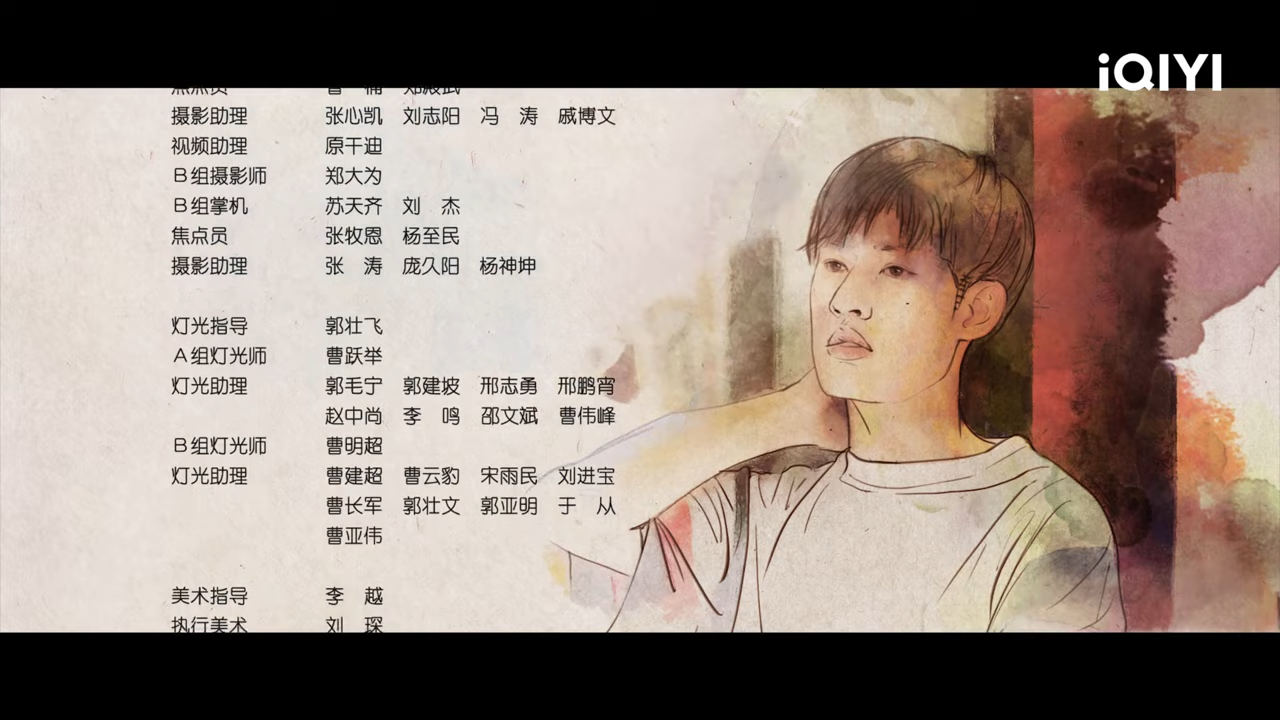 iQIYI
焦点员
摄影助理 张心凯 刘志阳 冯 涛 戚博文
视频助理 原干迪
B组摄影师 郑大为
B组掌机 苏天齐 刘 杰
焦点员 张牧恩 杨至民
摄影助理 张 涛 庞久阳 杨神坤
灯光指导 郭壮飞
A组灯光师 曹跃举
灯光助理 郭毛宁 郭建坡 邢志勇 邢鹏宵
赵中尚 李 鸣 邵文斌 曹伟峰
B组灯光师 曹明超
灯光助理 曹建超 曹云豹 宋雨民 刘进宝
曹长军 郭壮文 郭亚明 于 从
曹亚伟
美术指导 李 越
执行美术 刘 琛